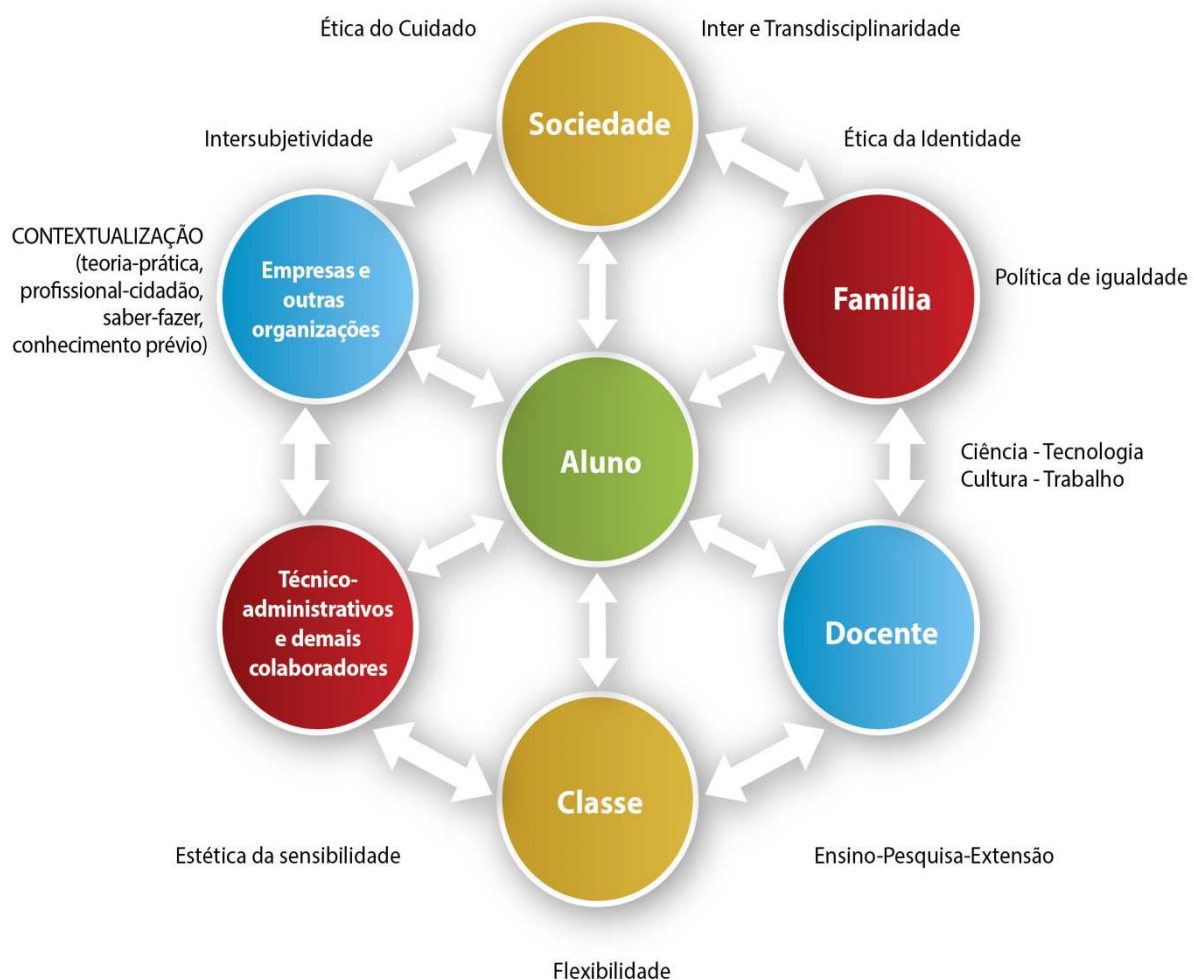 Ética do Cuidado
Inter e Transdisciplinaridade
Sociedade
Intersubjetividade
Ética da Identidade
CONTEXTUALIZAÇÃO
(teoria-prática,
profissional-cidadão,
saber-fazer,
conhecimento prévio)
Empresas e
outras
organizações
Família
Política de igualdade
Aluno
Ciência - Tecnologia
Cultura - Trabalho
Técnico-
administrativos
e demais
colaboradores
Docente
Classe
Estética da sensibilidade
Ensino-Pesquisa-Extensão
Flexibilidade